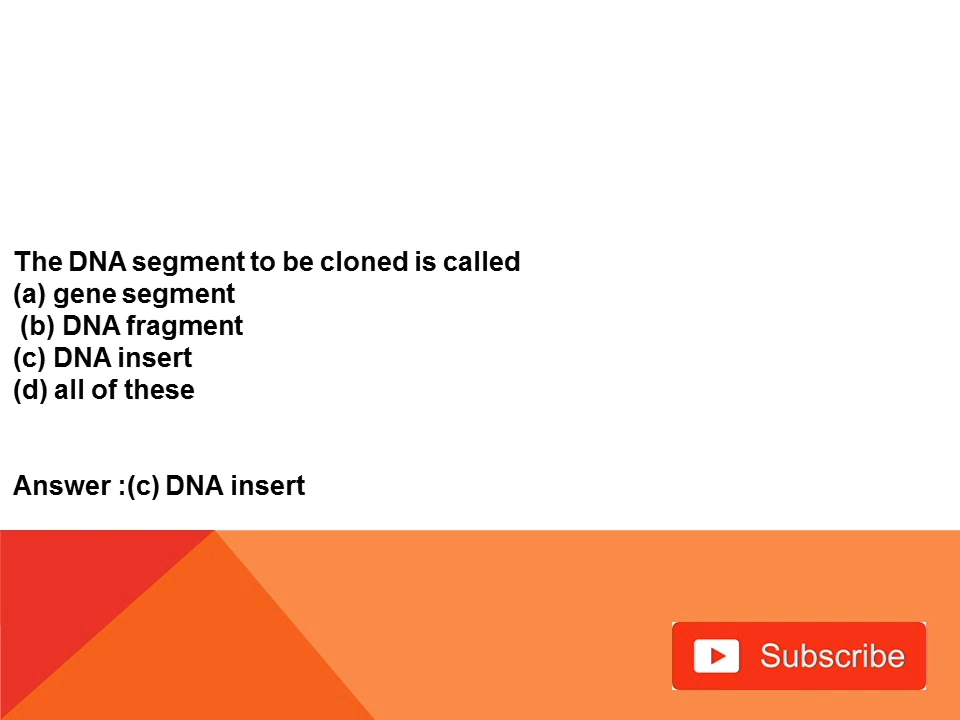 The DNA segment to be cloned is called
(a) gene segment
(b) DNA fragment
(c) DNA insert
(d) all of these
Answer :(c) DNA insert
Subscribe